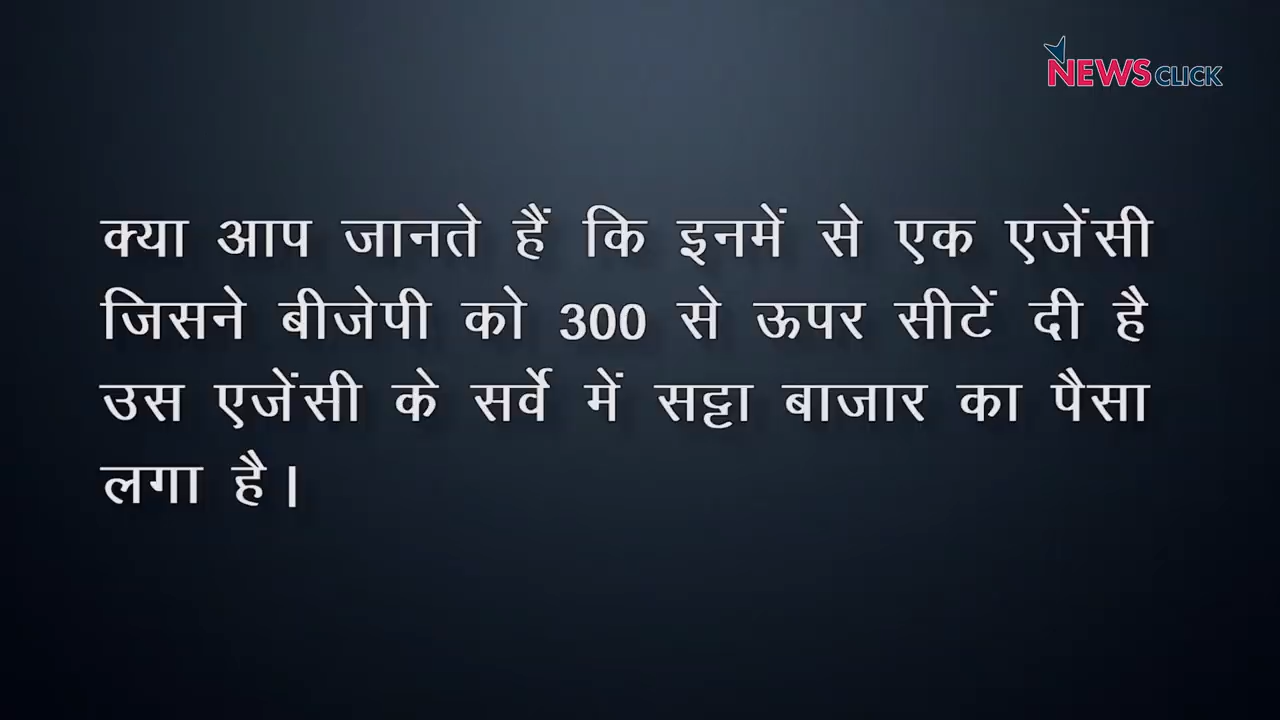 NEWSCLICK
क्या आप जानते हैं कि इनमें से एक एजेंसी
जिसने बीजेपी को 300 से ऊपर सीटें दी है
उस एजेंसी के सर्वे में सट्टा बाजार का पैसा
लगा है।